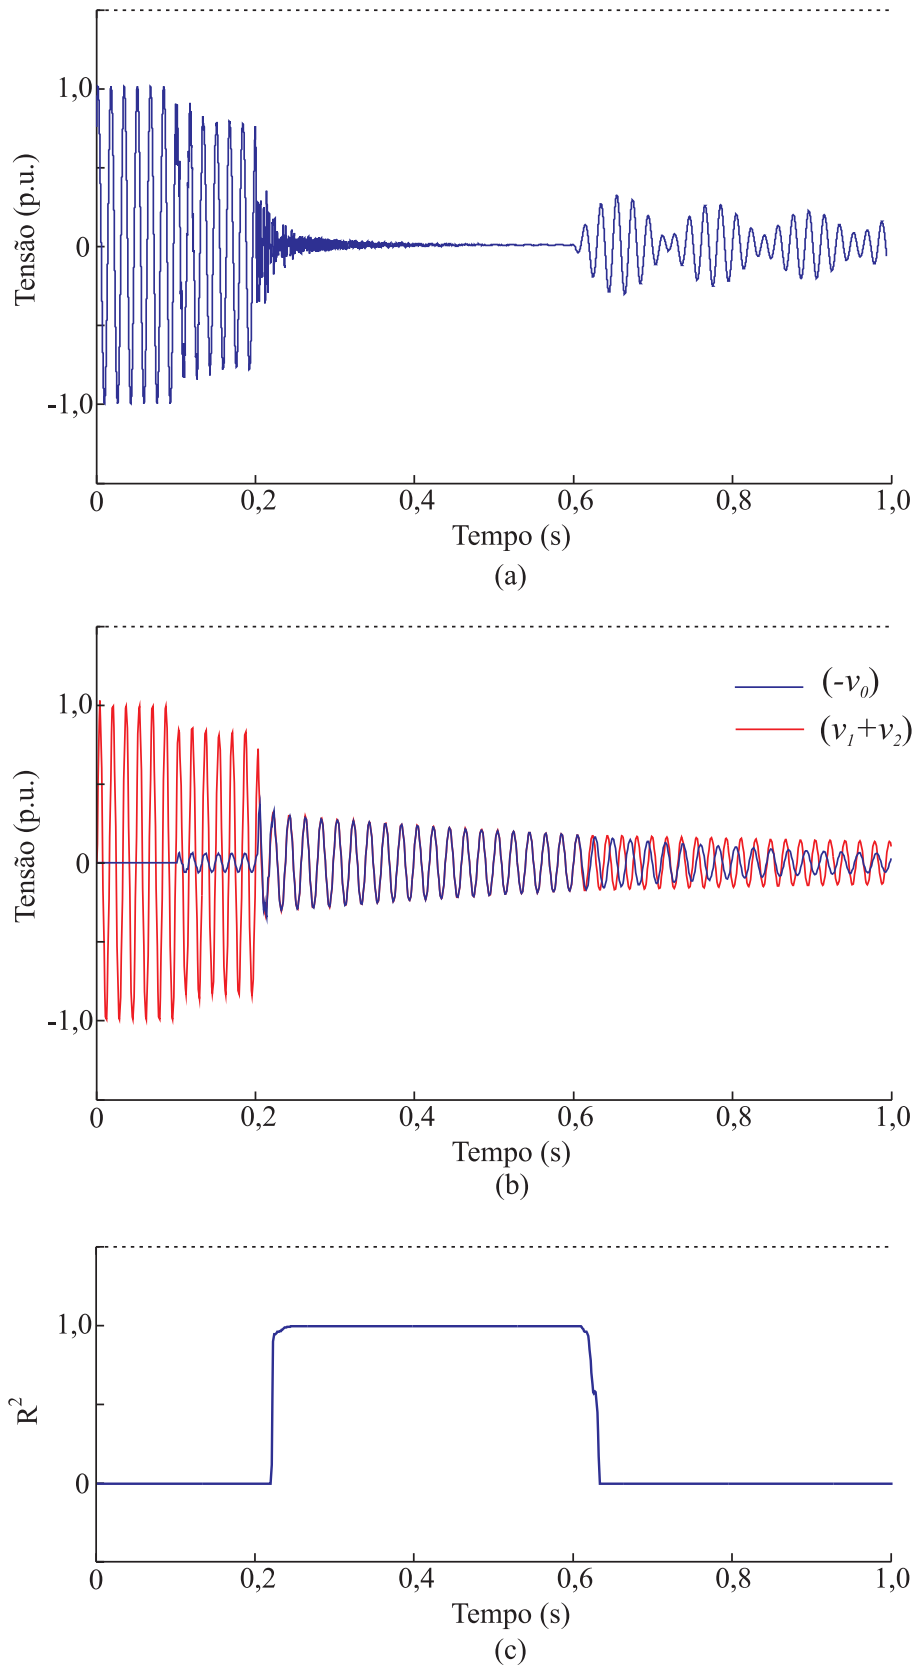 1,0
0
-1,0
Tensão (p.u.)
0
0,2
0,4
0,6
0,8
1,0
Tempo (s)
(a)
(-v₀)
(v₁+v₂)
1,0
0
-1,0
Tensão (p.u.)
0
0,2
0,4
0,6
0,8
1,0
Tempo (s)
(b)
1,0
0
R²
0
0,2
0,4
0,6
0,8
1,0
Tempo (s)
(c)